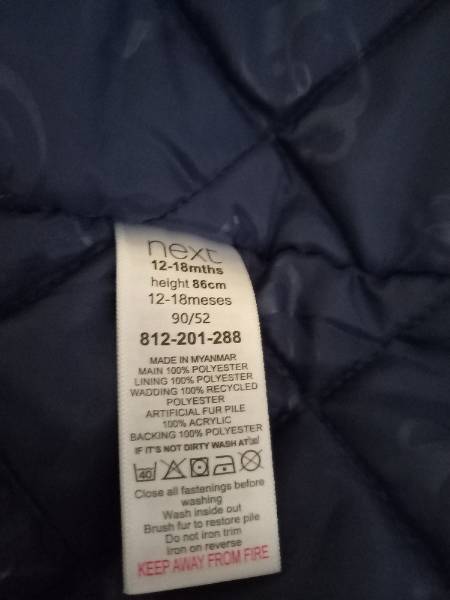 next
12-18mths
height 86cm
12-18meses
90/52
812-201-288
MADE IN MYANMAR
MAIN 100% POLYESTER
LINING 100% POLYESTER
WADDING 100% RECYCLED
POLYESTER
ARTIFICIAL FUR PILE
100% ACRYLIC
BACKING 100% POLYESTER
IF IT'S NOT DIRTY WASH AT
40
Close all fastenings before
washing
Wash inside out
Brush fur to restore pile
Do not iron trim
Iron on reverse
KEEP AWAY FROM FIRE